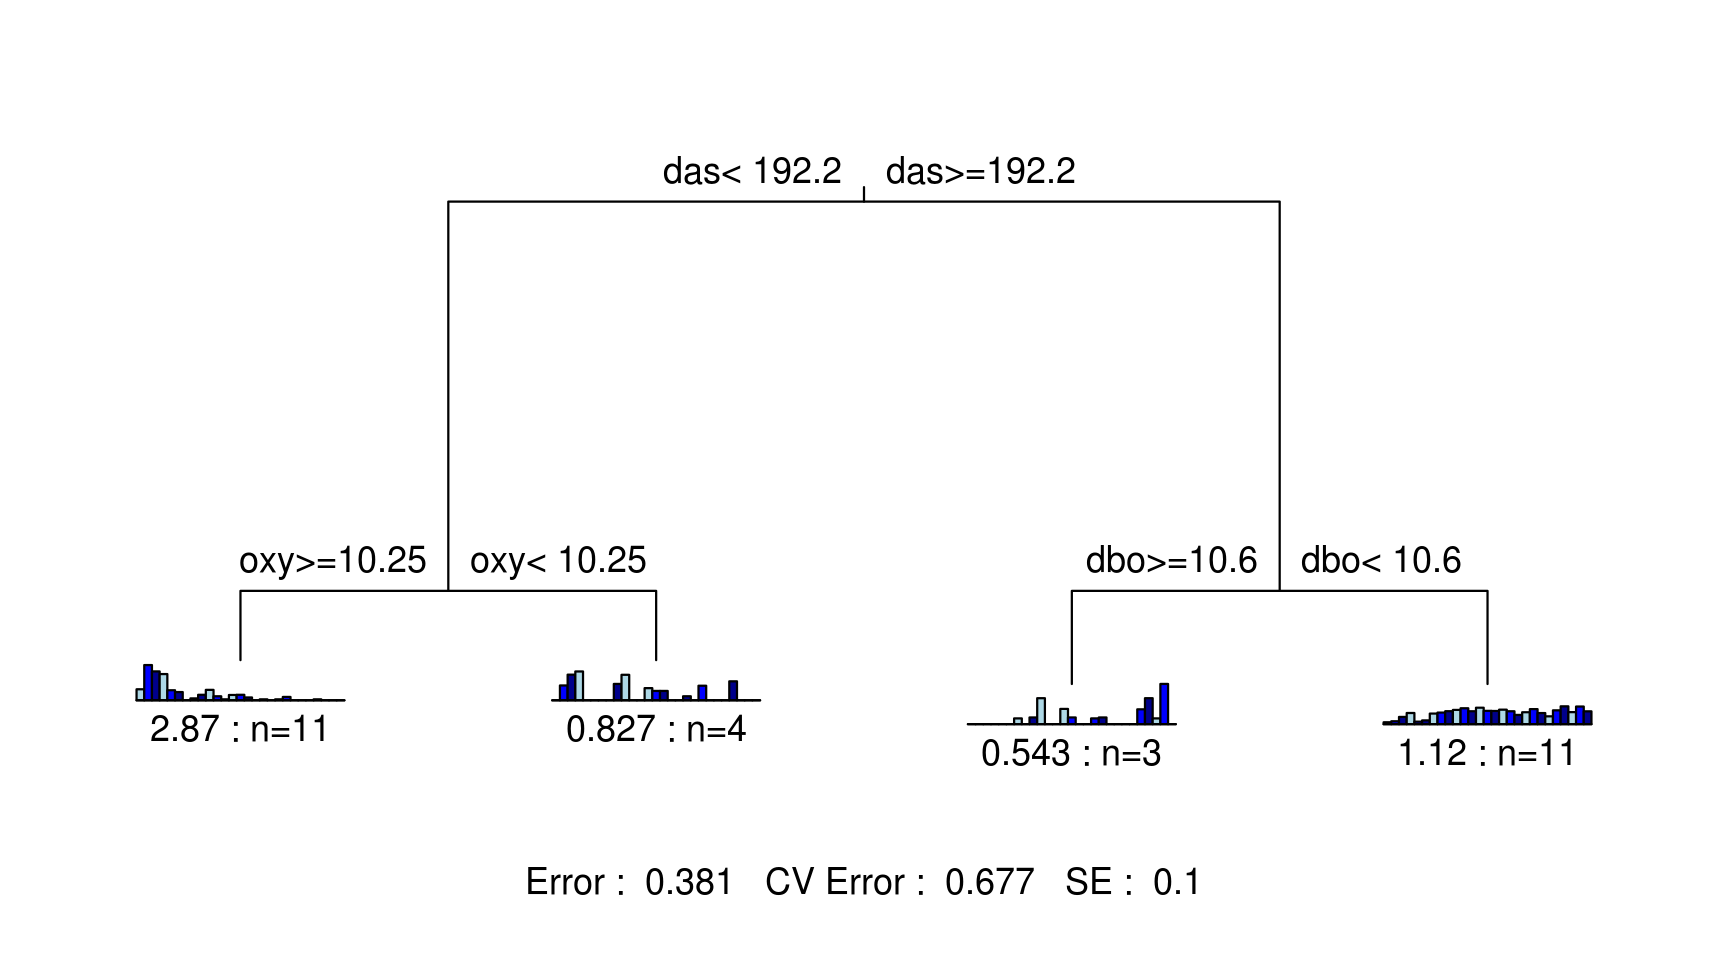 das< 192.2 das>=192.2
oxy>=10.25 oxy< 10.25 dbo>=10.6 dbo< 10.6
2.87 : n=11 0.827 : n=4 0.543 : n=3 1.12 : n=11
Error : 0.381 CV Error : 0.677 SE : 0.1